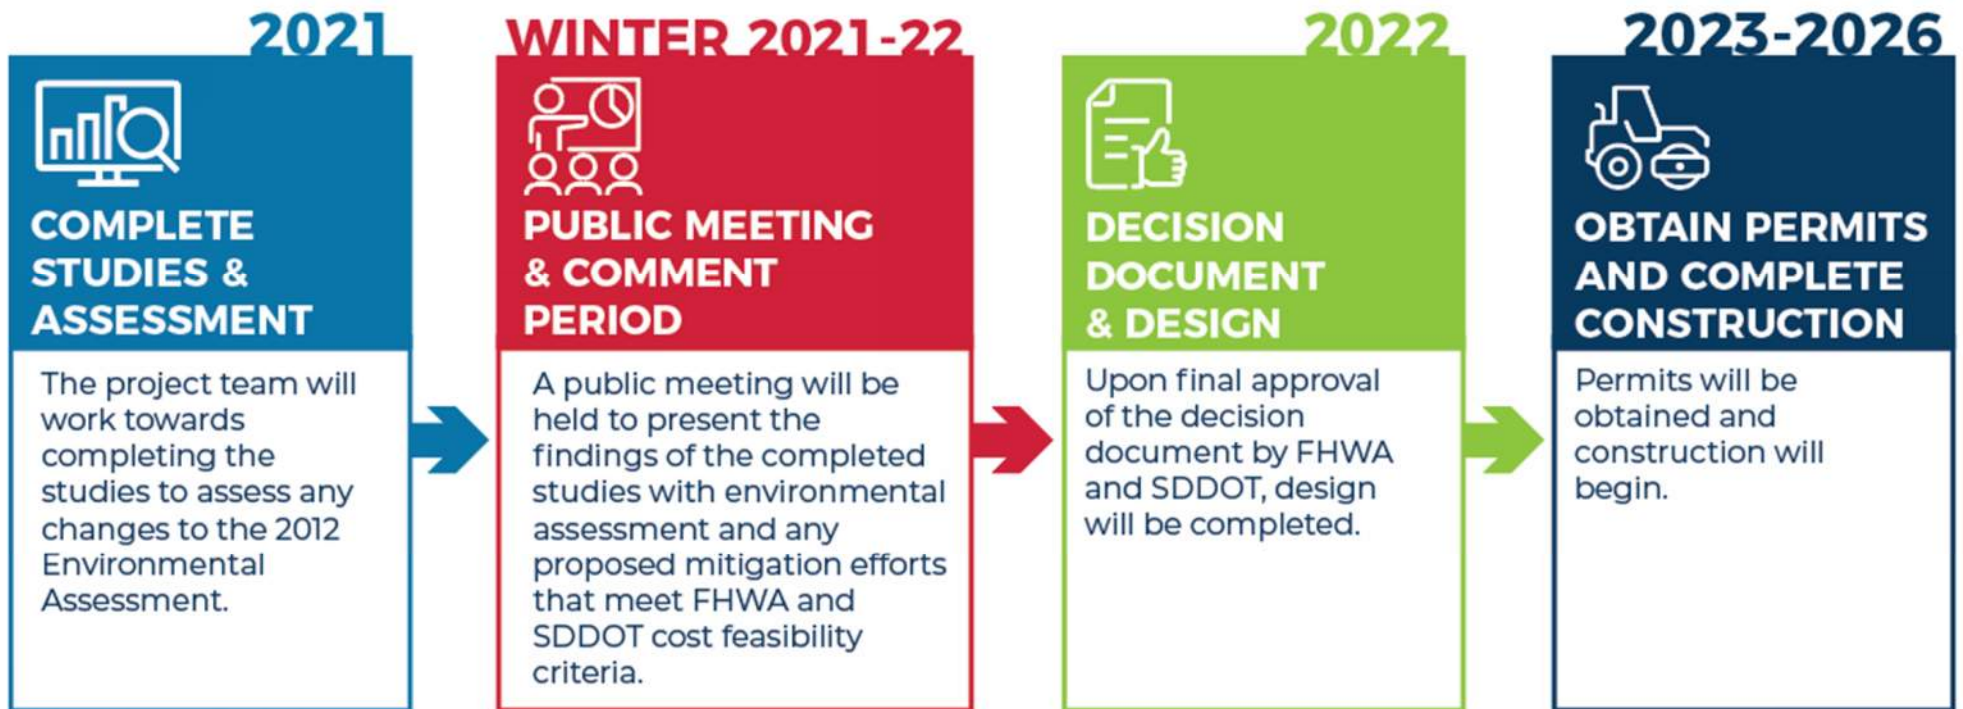 2021
COMPLETE
STUDIES &
ASSESSMENT
The project team will
work towards
completing the
studies to assess any
changes to the 2012
Environmental
Assessment.
WINTER 2021-22
PUBLIC MEETING
& COMMENT
PERIOD
A public meeting will be
held to present the
findings of the completed
studies with environmental
assessment and any
proposed mitigation efforts
that meet FHWA and
SDDOT cost feasibility
criteria.
2022
DECISION
DOCUMENT
& DESIGN
Upon final approval
of the decision
document by FHWA
and SDDOT, design
will be completed.
2023-2026
OBTAIN PERMITS
AND COMPLETE
CONSTRUCTION
Permits will be
obtained and
construction will
begin.